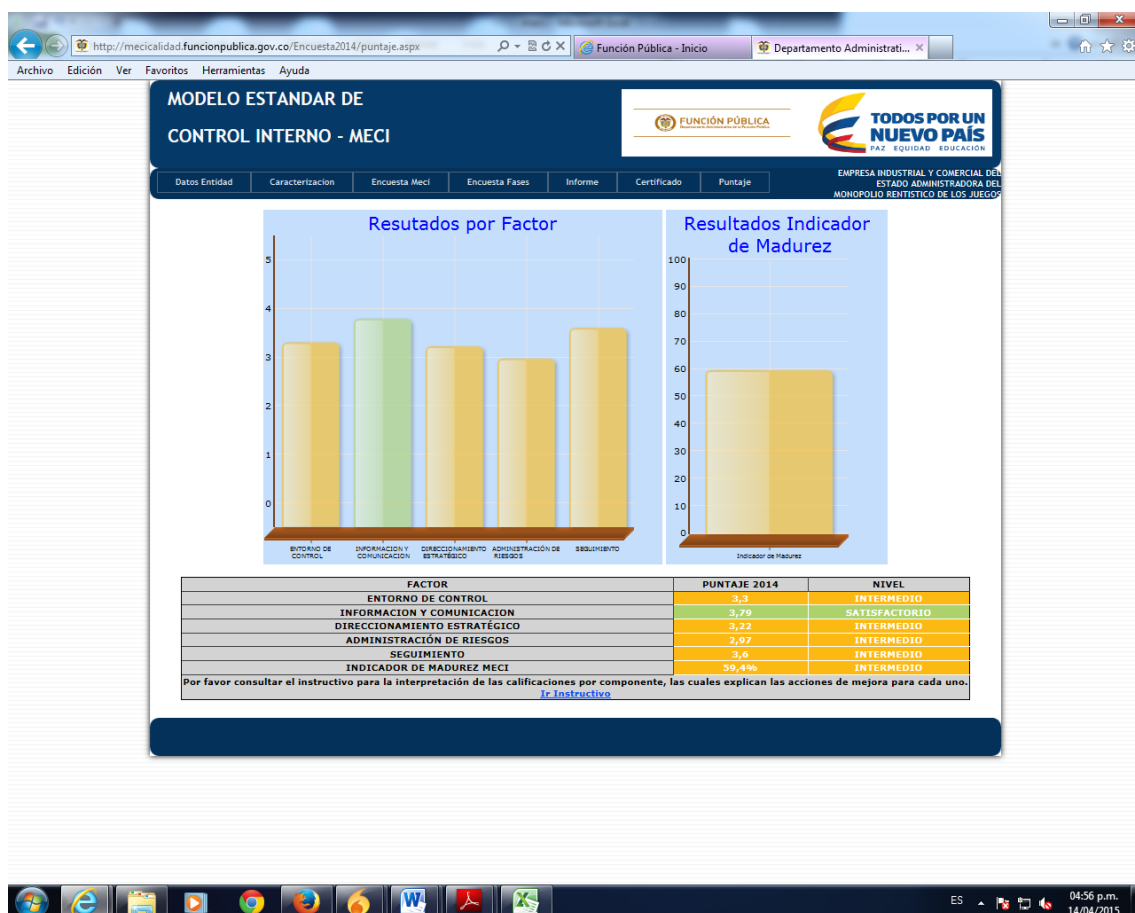 http://mecicalidad.funcionpublica.gov.co/Encuesta2014/puntaje.aspx
Función Pública - Inicio
Departamento Administrati...
Archivo Edición Ver Favoritos Herramientas Ayuda
MODELO ESTANDAR DE
CONTROL INTERNO - MECI
FUNCIÓN PÚBLICA
TODOS POR UN
NUEVO PAÍS
PAZ EQUIDAD EDUCACIÓN
Datos Entidad Caracterizacion Encuesta Meci Encuesta Fases Informe Certificado Puntaje
EMPRESA INDUSTRIAL Y COMERCIAL DEL
ESTADO ADMINISTRADORA DEL
MONOPOLIO RENTISTICO DE LOS JUEGOS
Resutados por Factor
5
4
3
2
1
0
ENTORNO DE
CONTROL
INFORMACION Y
COMUNICACION
DIRECCIONAMIENTO
ESTRATÉGICO
ADMINISTRACIÓN DE
RIESGOS
SEGUIMIENTO
Resultados Indicador
de Madurez
100
90
80
70
60
50
40
30
20
10
0
Indicador de Madurez
FACTOR PUNTAJE 2014 NIVEL
ENTORNO DE CONTROL 3,3 INTERMEDIO
INFORMACION Y COMUNICACION 3,79 SATISFACTORIO
DIRECCIONAMIENTO ESTRATÉGICO 3,22 INTERMEDIO
ADMINISTRACIÓN DE RIESGOS 2,97 INTERMEDIO
SEGUIMIENTO 3,6 INTERMEDIO
INDICADOR DE MADUREZ MECI 59,4% INTERMEDIO
Por favor consultar el instructivo para la interpretación de las calificaciones por componente, las cuales explican las acciones de mejora para cada uno.
Ir Instructivo
ES
04:56 p.m.
14/04/2015